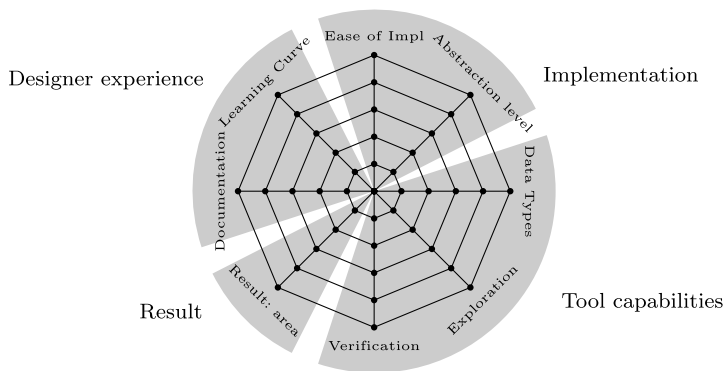 Ease of Impl
Abstraction level
Learning Curve
Designer experience
Implementation
Documentation
Data Types
Result: area
Exploration
Result
Tool capabilities
Verification